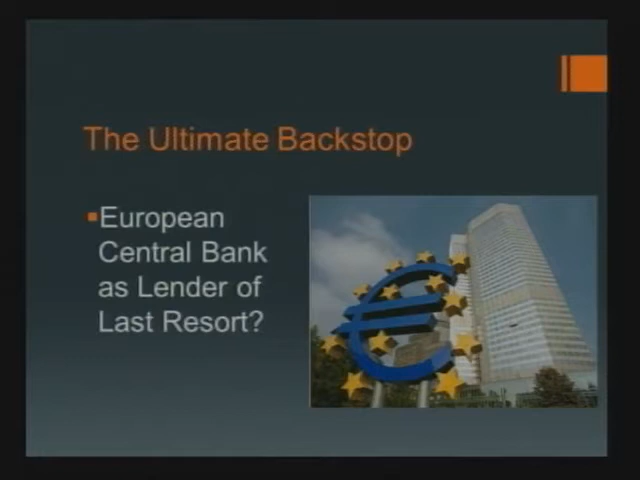 The Ultimate Backstop
European
Central Bank
as Lender of
Last Resort?